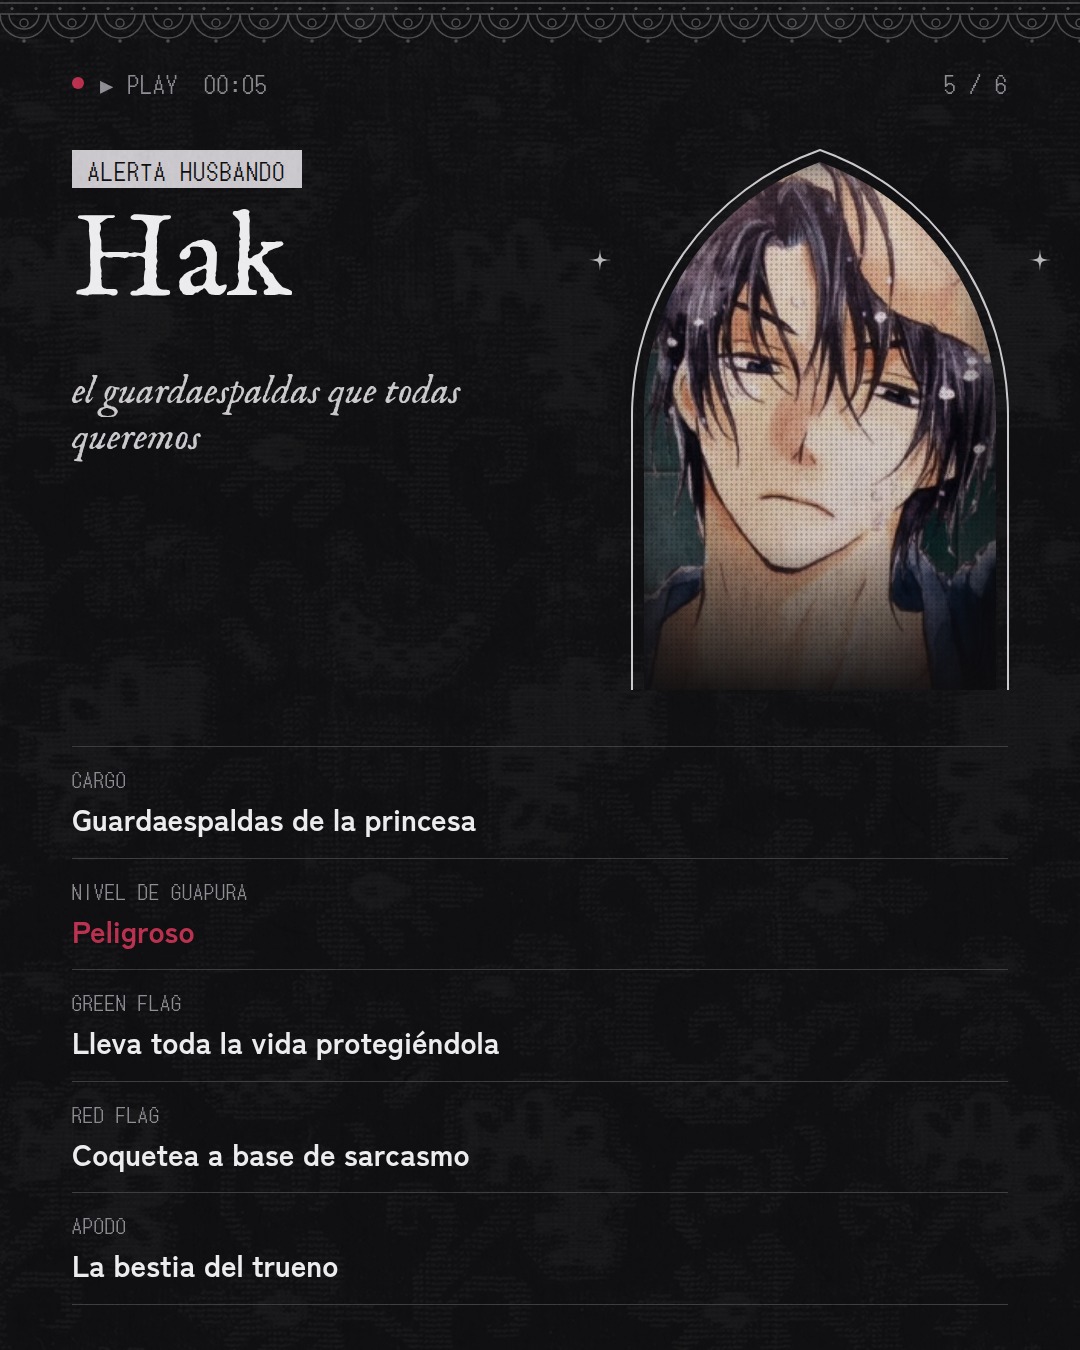 ▶ PLAY 00:05
5 / 6
ALERTA HUSBANDO
Hak
el guardaespaldas que todas
queremos
CARGO
Guardaespaldas de la princesa
NIVEL DE GUAPURA
Peligroso
GREEN FLAG
Lleva toda la vida protegiéndola
RED FLAG
Coquetea a base de sarcasmo
APODO
La bestia del trueno